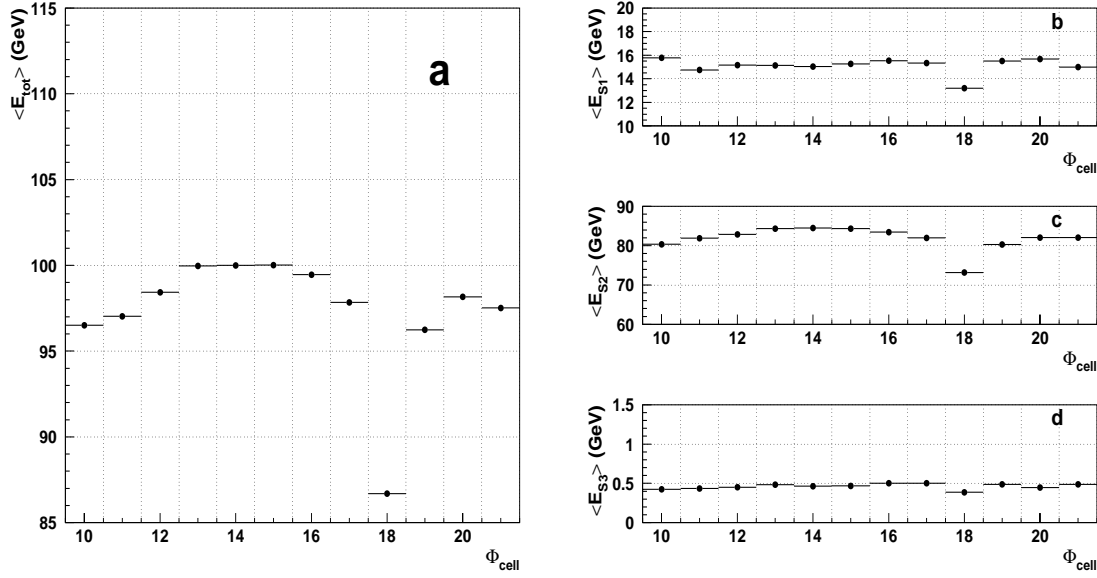 <E_tot> (GeV)
115
110
105
100
95
90
85
a
10 12 14 16 18 20
Φ_cell
<E_S1> (GeV)
20
18
16
14
12
10
b
10 12 14 16 18 20
Φ_cell
<E_S2> (GeV)
90
80
70
60
c
10 12 14 16 18 20
Φ_cell
<E_S3> (GeV)
1.5
1
0.5
0
d
10 12 14 16 18 20
Φ_cell